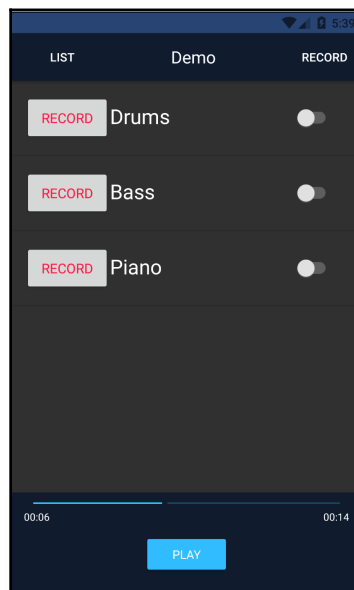 5:39
LIST Demo RECORD
RECORD Drums
RECORD Bass
RECORD Piano
00:06 00:14
PLAY